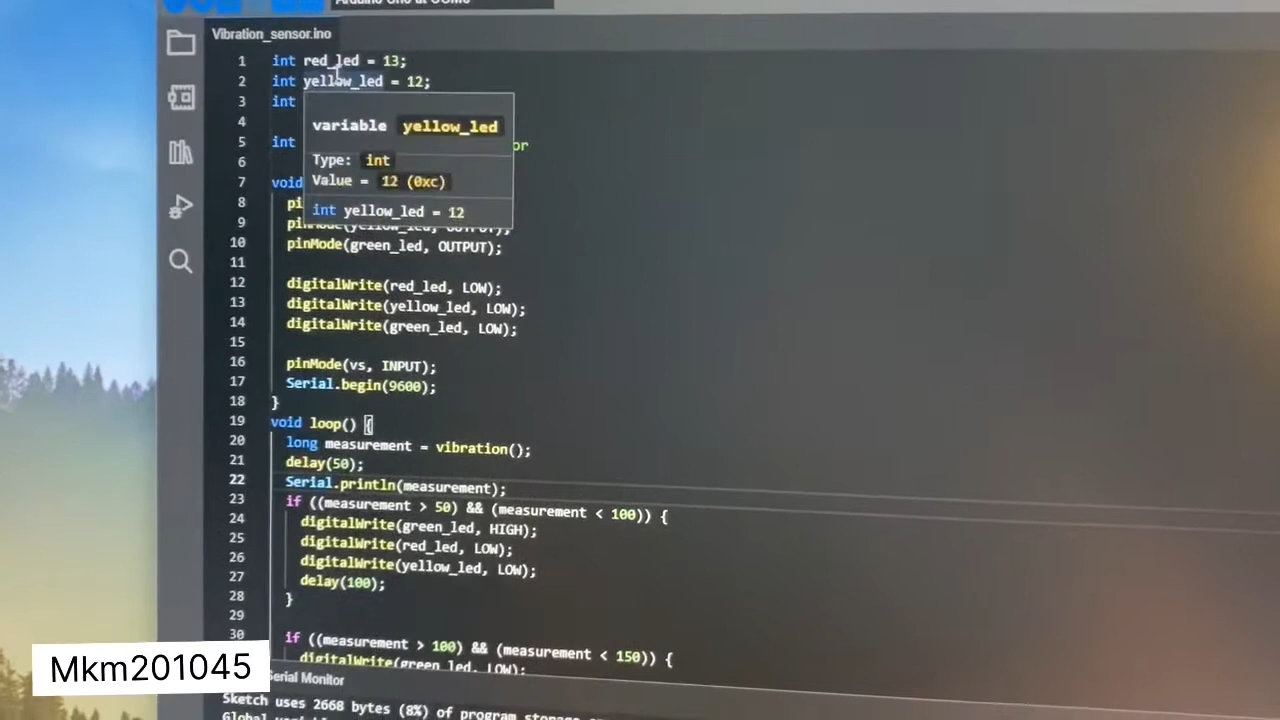 Arduino Uno at COM6
Vibration_sensor.ino
1 int red_led = 13;
2 int yellow_led = 12;
3 int
4
5 int or
6
7 void
8 pi
9 pinMode(yellow_led, OUTPUT);
10 pinMode(green_led, OUTPUT);
11
12 digitalWrite(red_led, LOW);
13 digitalWrite(yellow_led, LOW);
14 digitalWrite(green_led, LOW);
15
16 pinMode(vs, INPUT);
17 Serial.begin(9600);
18 }
19 void loop() {
20 long measurement = vibration();
21 delay(50);
22 Serial.println(measurement);
23 if ((measurement > 50) && (measurement < 100)) {
24 digitalWrite(green_led, HIGH);
25 digitalWrite(red_led, LOW);
26 digitalWrite(yellow_led, LOW);
27 delay(100);
28 }
29
30 if ((measurement > 100) && (measurement < 150)) {
digitalWrite(green_led, LOW);
variable yellow_led
Type: int
Value = 12 (0xc)
int yellow_led = 12
Serial Monitor
Sketch uses 2668 bytes (8%) of program storage
Global
Mkm201045